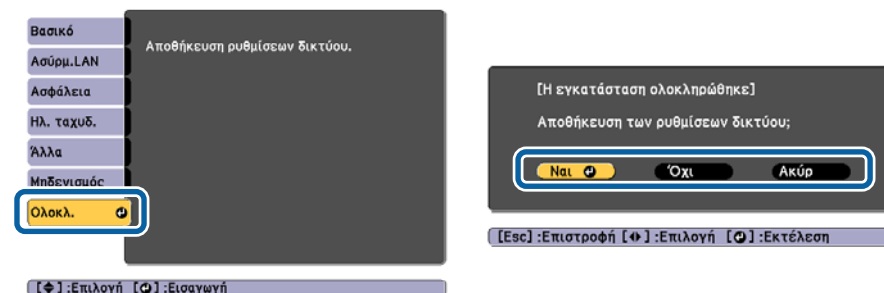 Βασικό
Ασύρμ.LAN
Ασφάλεια
Ηλ. ταχυδ.
Άλλα
Μηδενισμός
Ολοκλ.
Αποθήκευση ρυθμίσεων δικτύου.
[ ] :Επιλογή [ ] :Εισαγωγή
[Η εγκατάσταση ολοκληρώθηκε]
Αποθήκευση των ρυθμίσεων δικτύου;
Ναι Όχι Ακύρ
[Esc] :Επιστροφή [ ] :Επιλογή [ ] :Εκτέλεση